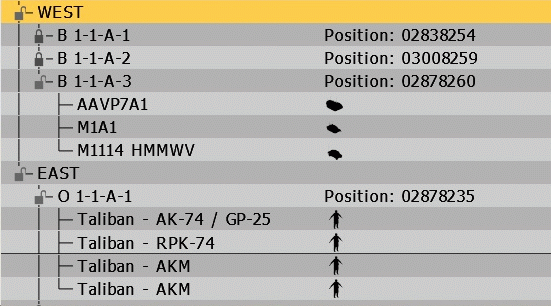 WEST
B 1-1-A-1 Position: 02838254
B 1-1-A-2 Position: 03008259
B 1-1-A-3 Position: 02878260
AAVP7A1
M1A1
M1114 HMMWV
EAST
O 1-1-A-1 Position: 02878235
Taliban - AK-74 / GP-25
Taliban - RPK-74
Taliban - AKM
Taliban - AKM